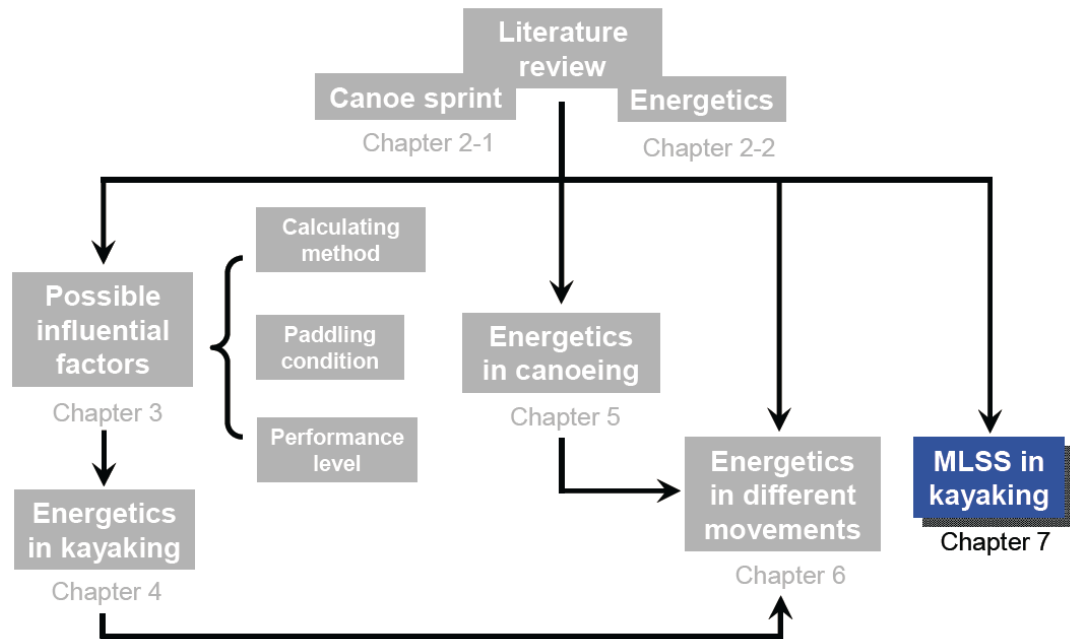 Literature
review
Canoe sprint
Energetics
Chapter 2-1
Chapter 2-2
Calculating
method
Possible
influential
factors
Chapter 3
Paddling
condition
Performance
level
Energetics
in kayaking
Chapter 4
Energetics
in canoeing
Chapter 5
Energetics
in different
movements
Chapter 6
MLSS in
kayaking
Chapter 7